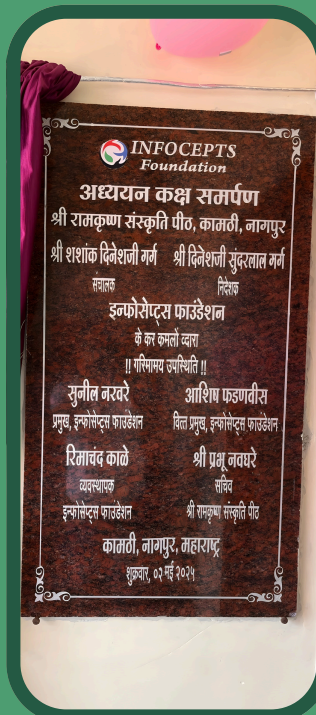 INFOCEPTS
Foundation
अध्ययन कक्ष समर्पण
श्री रामकृष्ण संस्कृति पीठ, कामठी, नागपुर
श्री शशांक दिनेशजी गर्ग श्री दिनेशजी सुंदरलाल गर्ग
संचालक निदेशक
इन्फोसेप्ट्स फाउंडेशन
के कर कमलों व्दारा
!! गरिमामय उपस्थिति !!
सुनील नरवरे आशिष फडणवीस
प्रमुख, इन्फोसेप्ट्स फाउंडेशन वित्त प्रमुख, इन्फोसेप्ट्स फाउंडेशन
रिमाचंद काळे श्री प्रभू नवघरे
व्यवस्थापक सचिव
इन्फोसेप्ट्स फाउंडेशन श्री रामकृष्ण संस्कृति पीठ
कामठी, नागपुर, महाराष्ट्र
शुक्रवार, ०२ मई २०२५